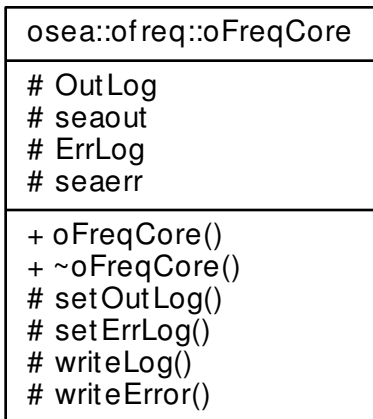 osea::ofreq::oFreqCore
# OutLog
# seaout
# ErrLog
# seaerr
+ oFreqCore()
+ ~oFreqCore()
# setOutLog()
# setErrLog()
# writeLog()
# writeError()